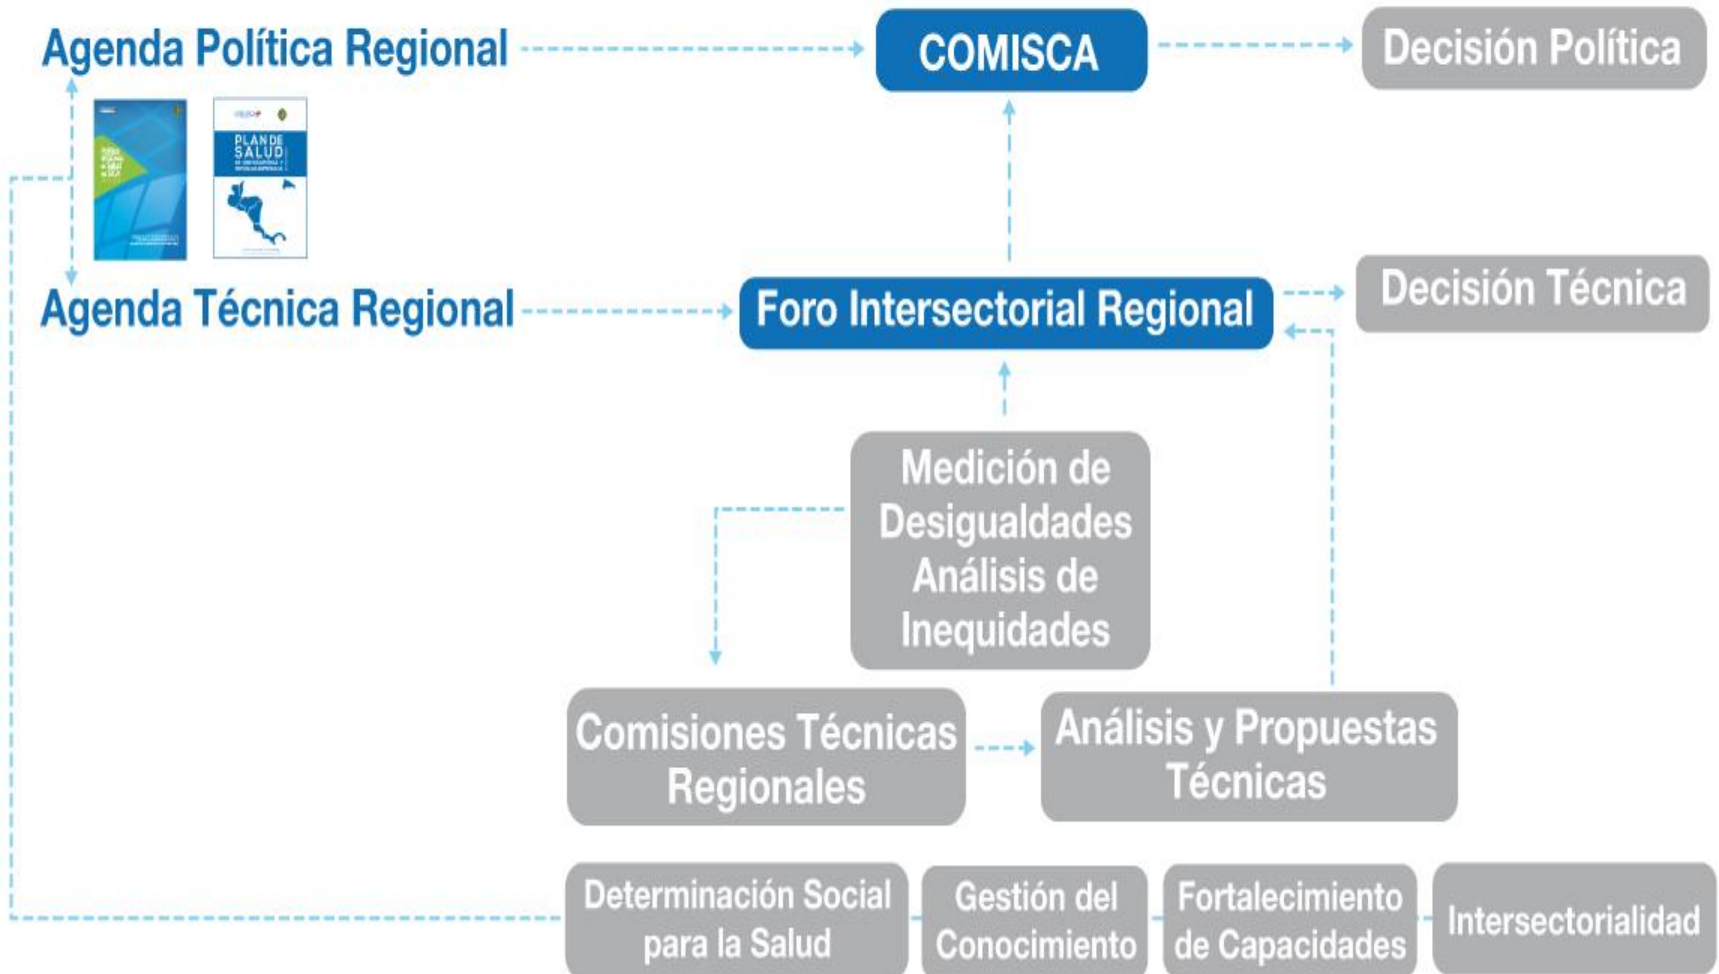 Agenda Política Regional
COMISCA
Decisión Política
PLAN DE
SALUD
Agenda Técnica Regional
Foro Intersectorial Regional
Decisión Técnica
Medición de
Desigualdades
Análisis de
Inequidades
Comisiones Técnicas
Regionales
Análisis y Propuestas
Técnicas
Determinación Social
para la Salud
Gestión del
Conocimiento
Fortalecimiento
de Capacidades
Intersectorialidad